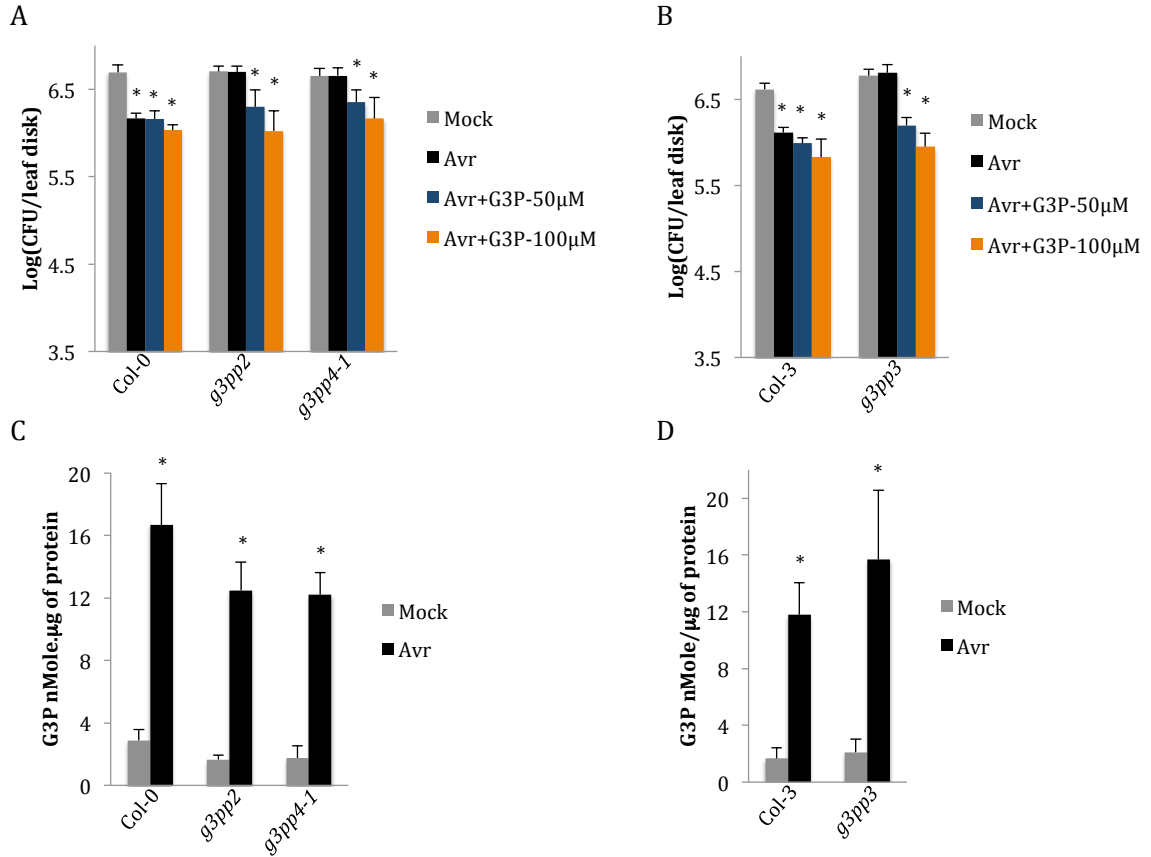 A
Log(CFU/leaf disk)
6.5
5.5
4.5
3.5
* * *
* *
* *
Col-0
g3pp2
g3pp4-1
Mock
Avr
Avr+G3P-50µM
Avr+G3P-100µM
B
Log(CFU/leaf disk)
6.5
5.5
4.5
3.5
* * *
* *
Col-3
g3pp3
Mock
Avr
Avr+G3P-50µM
Avr+G3P-100µM
C
G3P nMole.µg of protein
20
16
12
8
4
0
*
*
*
Col-0
g3pp2
g3pp4-1
Mock
Avr
D
G3P nMole/µg of protein
20
16
12
8
4
0
*
*
Col-3
g3pp3
Mock
Avr